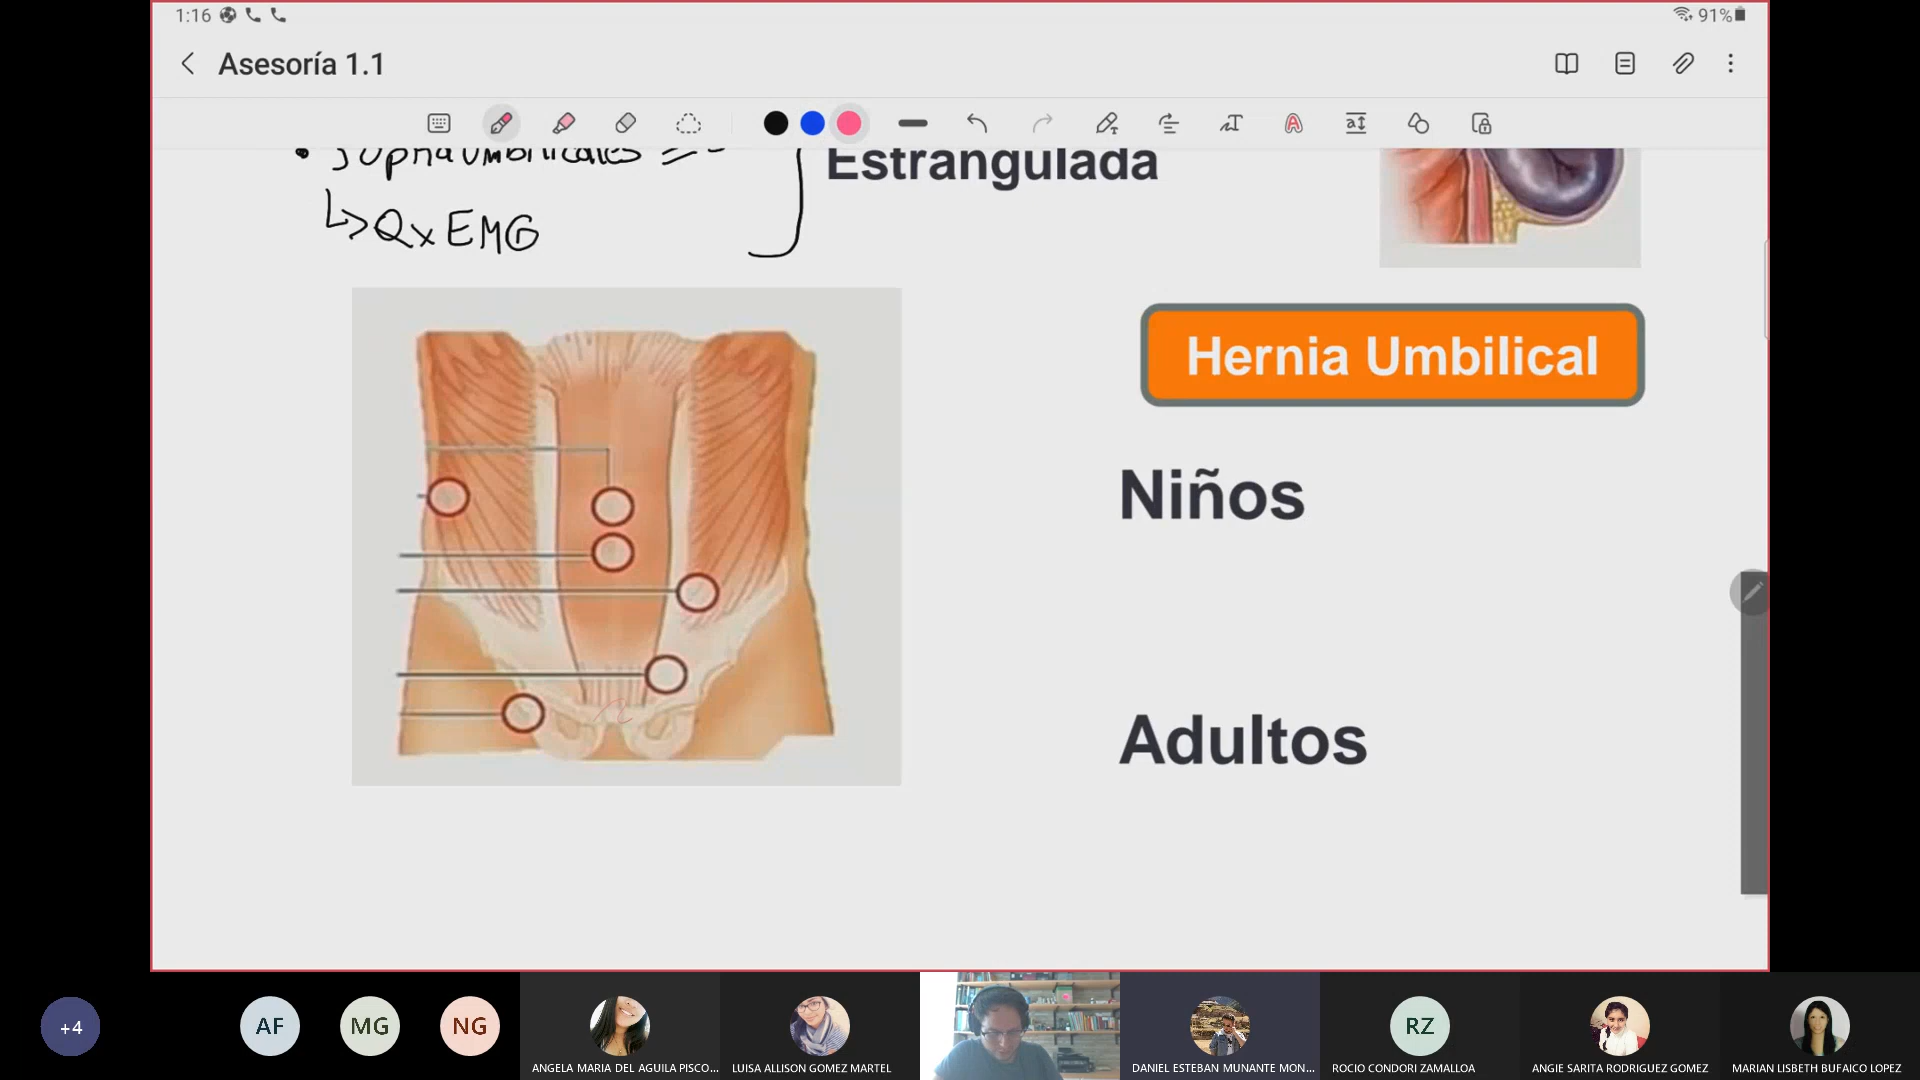 1:16
91%
Asesoría 1.1
Estrangulada
↳QxEMG
Hernia Umbilical
Niños
Adultos
+4
AF
MG
NG
RZ
ANGELA MARIA DEL AGUILA PISCO...
LUISA ALLISON GOMEZ MARTEL
DANIEL ESTEBAN MUNANTE MON...
ROCIO CONDORI ZAMALLOA
ANGIE SARITA RODRIGUEZ GOMEZ
MARIAN LISBETH BUFAICO LOPEZ